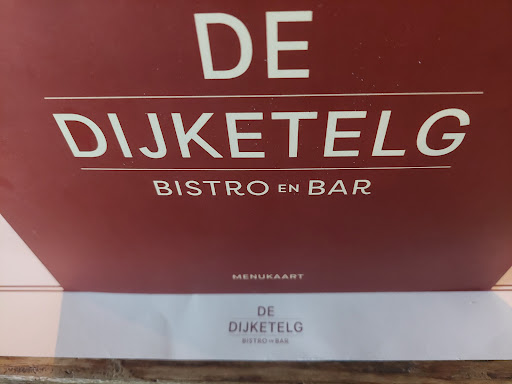 DE
DIJKETELG
BISTRO EN BAR
MENUKAART
DE
DIJKETELG
BISTRO EN BAR